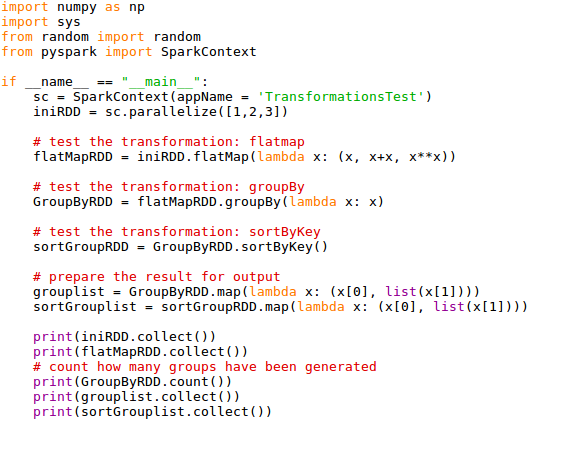 import numpy as np
import sys
from random import random
from pyspark import SparkContext
if __name__ == "__main__":
sc = SparkContext(appName = 'TransformationsTest')
iniRDD = sc.parallelize([1,2,3])
# test the transformation: flatmap
flatMapRDD = iniRDD.flatMap(lambda x: (x, x+x, x**x))
# test the transformation: groupBy
GroupByRDD = flatMapRDD.groupBy(lambda x: x)
# test the transformation: sortByKey
sortGroupRDD = GroupByRDD.sortByKey()
# prepare the result for output
grouplist = GroupByRDD.map(lambda x: (x[0], list(x[1])))
sortGrouplist = sortGroupRDD.map(lambda x: (x[0], list(x[1])))
print(iniRDD.collect())
print(flatMapRDD.collect())
# count how many groups have been generated
print(GroupByRDD.count())
print(grouplist.collect())
print(sortGrouplist.collect())